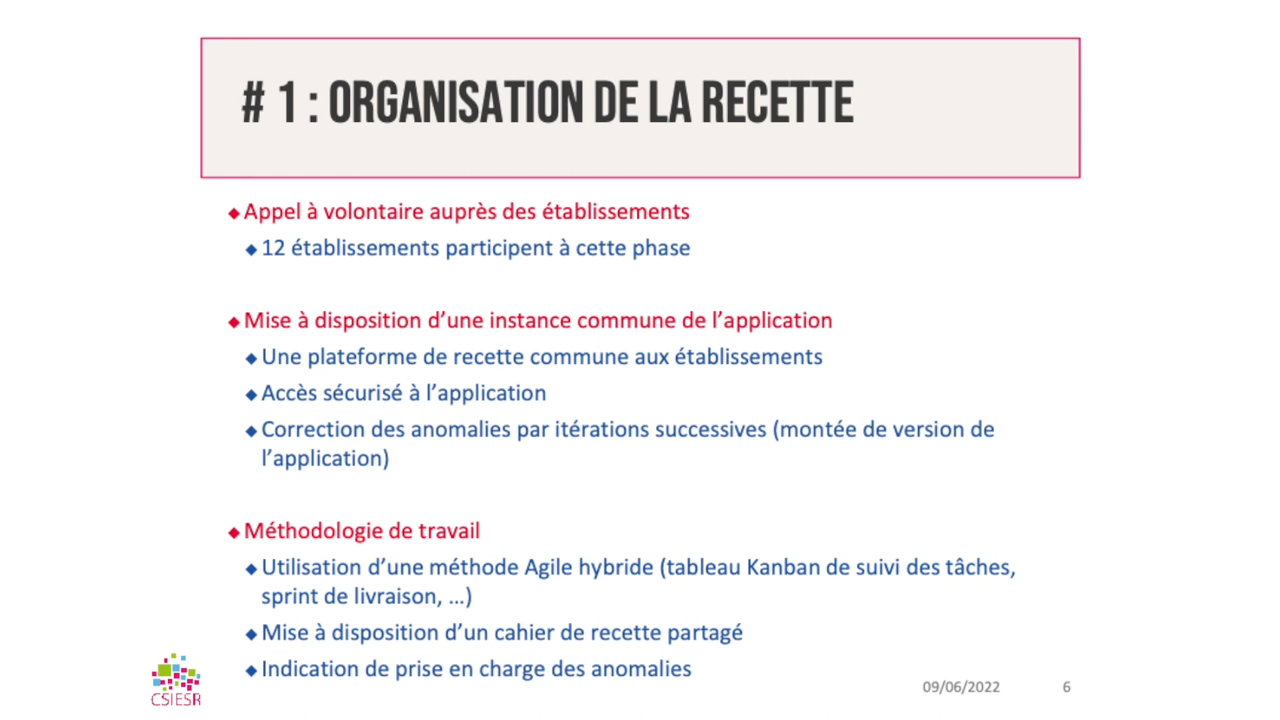 # 1 : ORGANISATION DE LA RECETTE
Appel à volontaire auprès des établissements
12 établissements participent à cette phase
Mise à disposition d’une instance commune de l’application
Une plateforme de recette commune aux établissements
Accès sécurisé à l’application
Correction des anomalies par itérations successives (montée de version de
l’application)
Méthodologie de travail
Utilisation d’une méthode Agile hybride (tableau Kanban de suivi des tâches,
sprint de livraison, …)
Mise à disposition d’un cahier de recette partagé
Indication de prise en charge des anomalies
CSIESR
09/06/2022
6